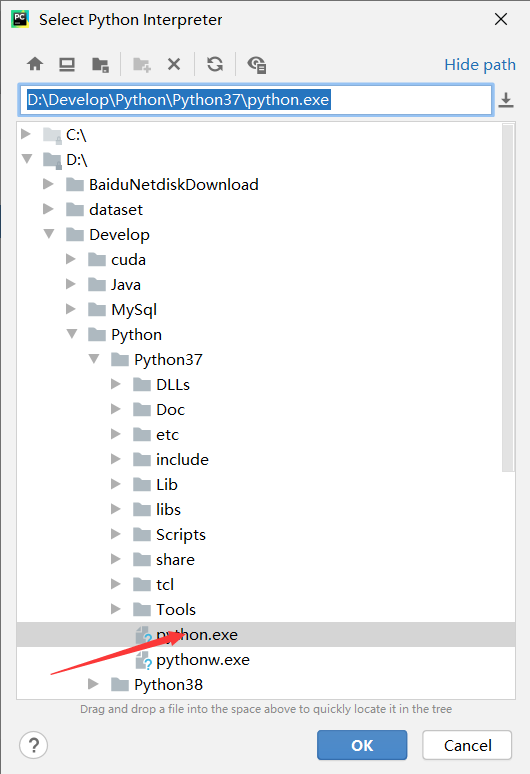 PC
Select Python Interpreter
Hide path
D:\Develop\Python\Python37\python.exe
C:\
D:\
BaiduNetdiskDownload
dataset
Develop
cuda
Java
MySql
Python
Python37
DLLs
Doc
etc
include
Lib
libs
Scripts
share
tcl
Tools
python.exe
pythonw.exe
Python38
Drag and drop a file into the space above to quickly locate it in the tree
?
OK
Cancel